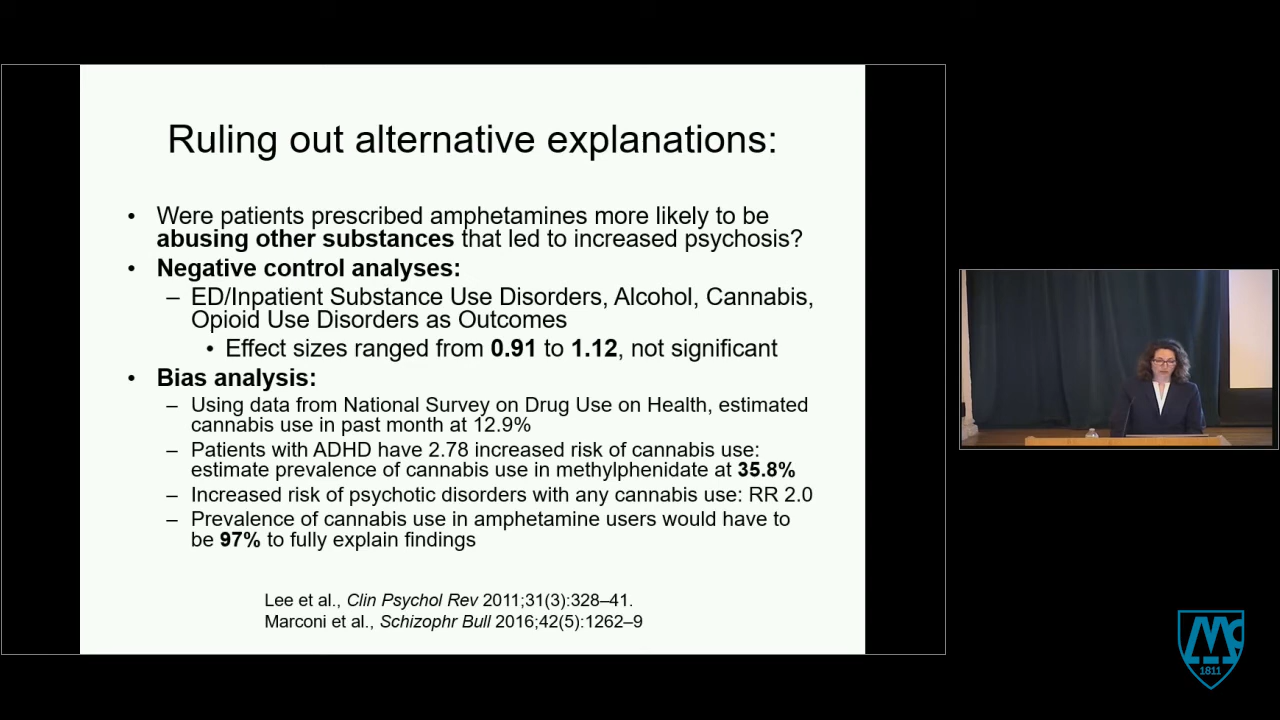 Ruling out alternative explanations:
• Were patients prescribed amphetamines more likely to be
abusing other substances that led to increased psychosis?
• Negative control analyses:
– ED/Inpatient Substance Use Disorders, Alcohol, Cannabis,
Opioid Use Disorders as Outcomes
• Effect sizes ranged from 0.91 to 1.12, not significant
• Bias analysis:
– Using data from National Survey on Drug Use on Health, estimated
cannabis use in past month at 12.9%
– Patients with ADHD have 2.78 increased risk of cannabis use:
estimate prevalence of cannabis use in methylphenidate at 35.8%
– Increased risk of psychotic disorders with any cannabis use: RR 2.0
– Prevalence of cannabis use in amphetamine users would have to
be 97% to fully explain findings
Lee et al., Clin Psychol Rev 2011;31(3):328–41.
Marconi et al., Schizophr Bull 2016;42(5):1262–9
1811